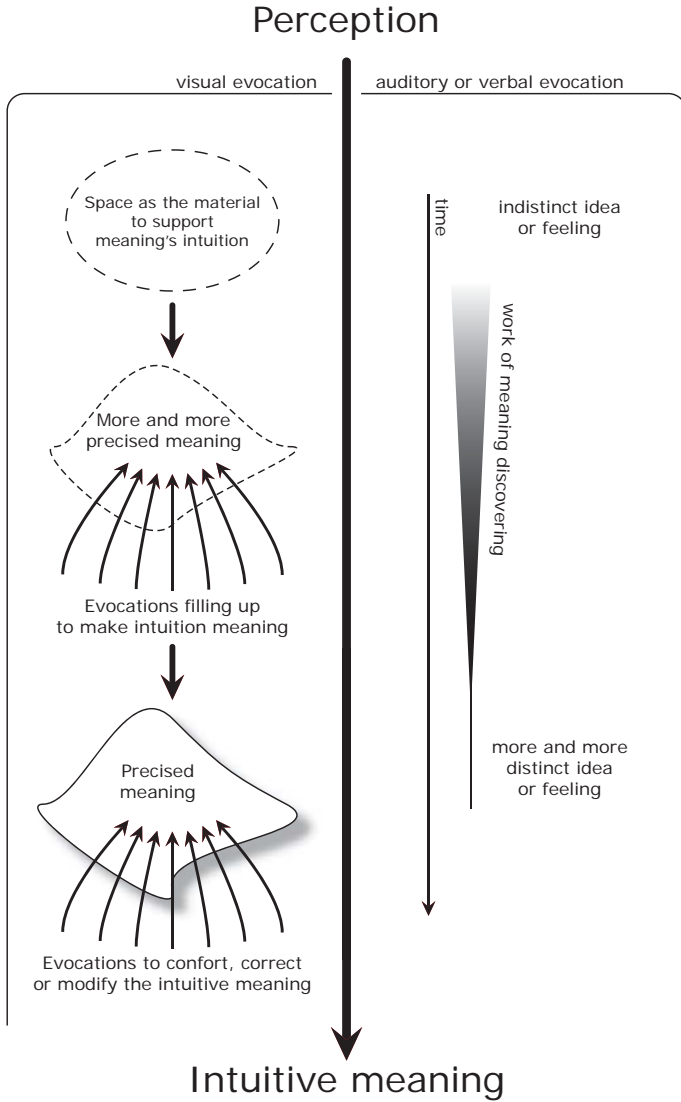 Perception
visual evocation
auditory or verbal evocation
Space as the material
to support
meaning's intuition
More and more
precised meaning
Evocations filling up
to make intuition meaning
Precised
meaning
Evocations to confort, correct
or modify the intuitive meaning
time
indistinct idea
or feeling
work of meaning discovering
more and more
distinct idea
or feeling
Intuitive meaning